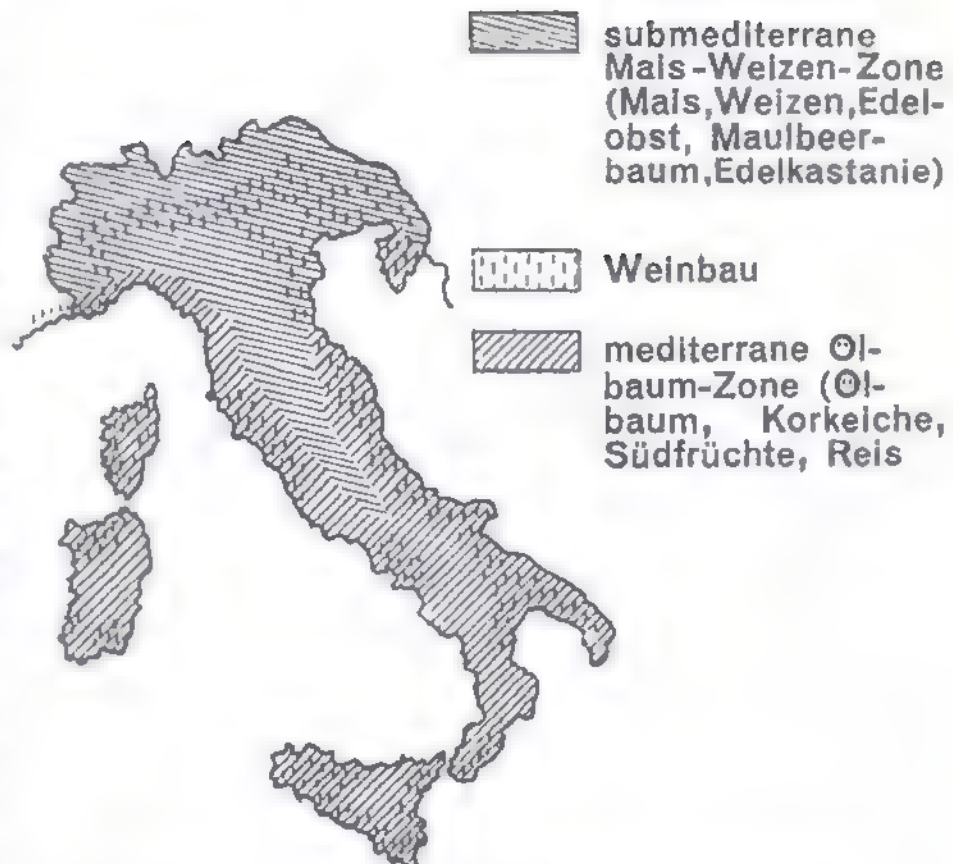 submediterrane
Mais-Weizen-Zone
(Mais,Weizen,Edel-
obst, Maulbeer-
baum,Edelkastanie)
Weinbau
mediterrane Öl-
baum-Zone (Öl-
baum, Korkeiche,
Südfrüchte, Reis